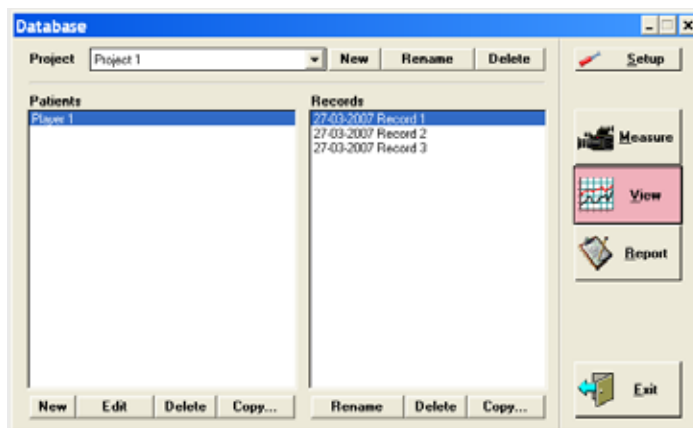 Database
Project Project 1 New Rename Delete
Setup
Patients
Player 1
Records
27-03-2007 Record 1
27-03-2007 Record 2
27-03-2007 Record 3
Measure
View
Report
Exit
New Edit Delete Copy...
Rename Delete Copy...